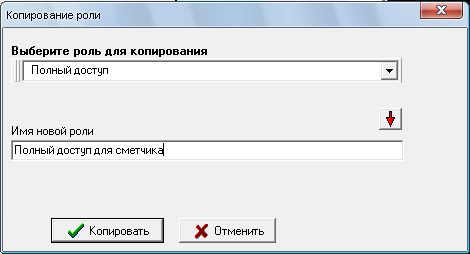 Копирование роли
Выберите роль для копирования
Полный доступ
Имя новой роли
Полный доступ для сметчика
Копировать
Отменить